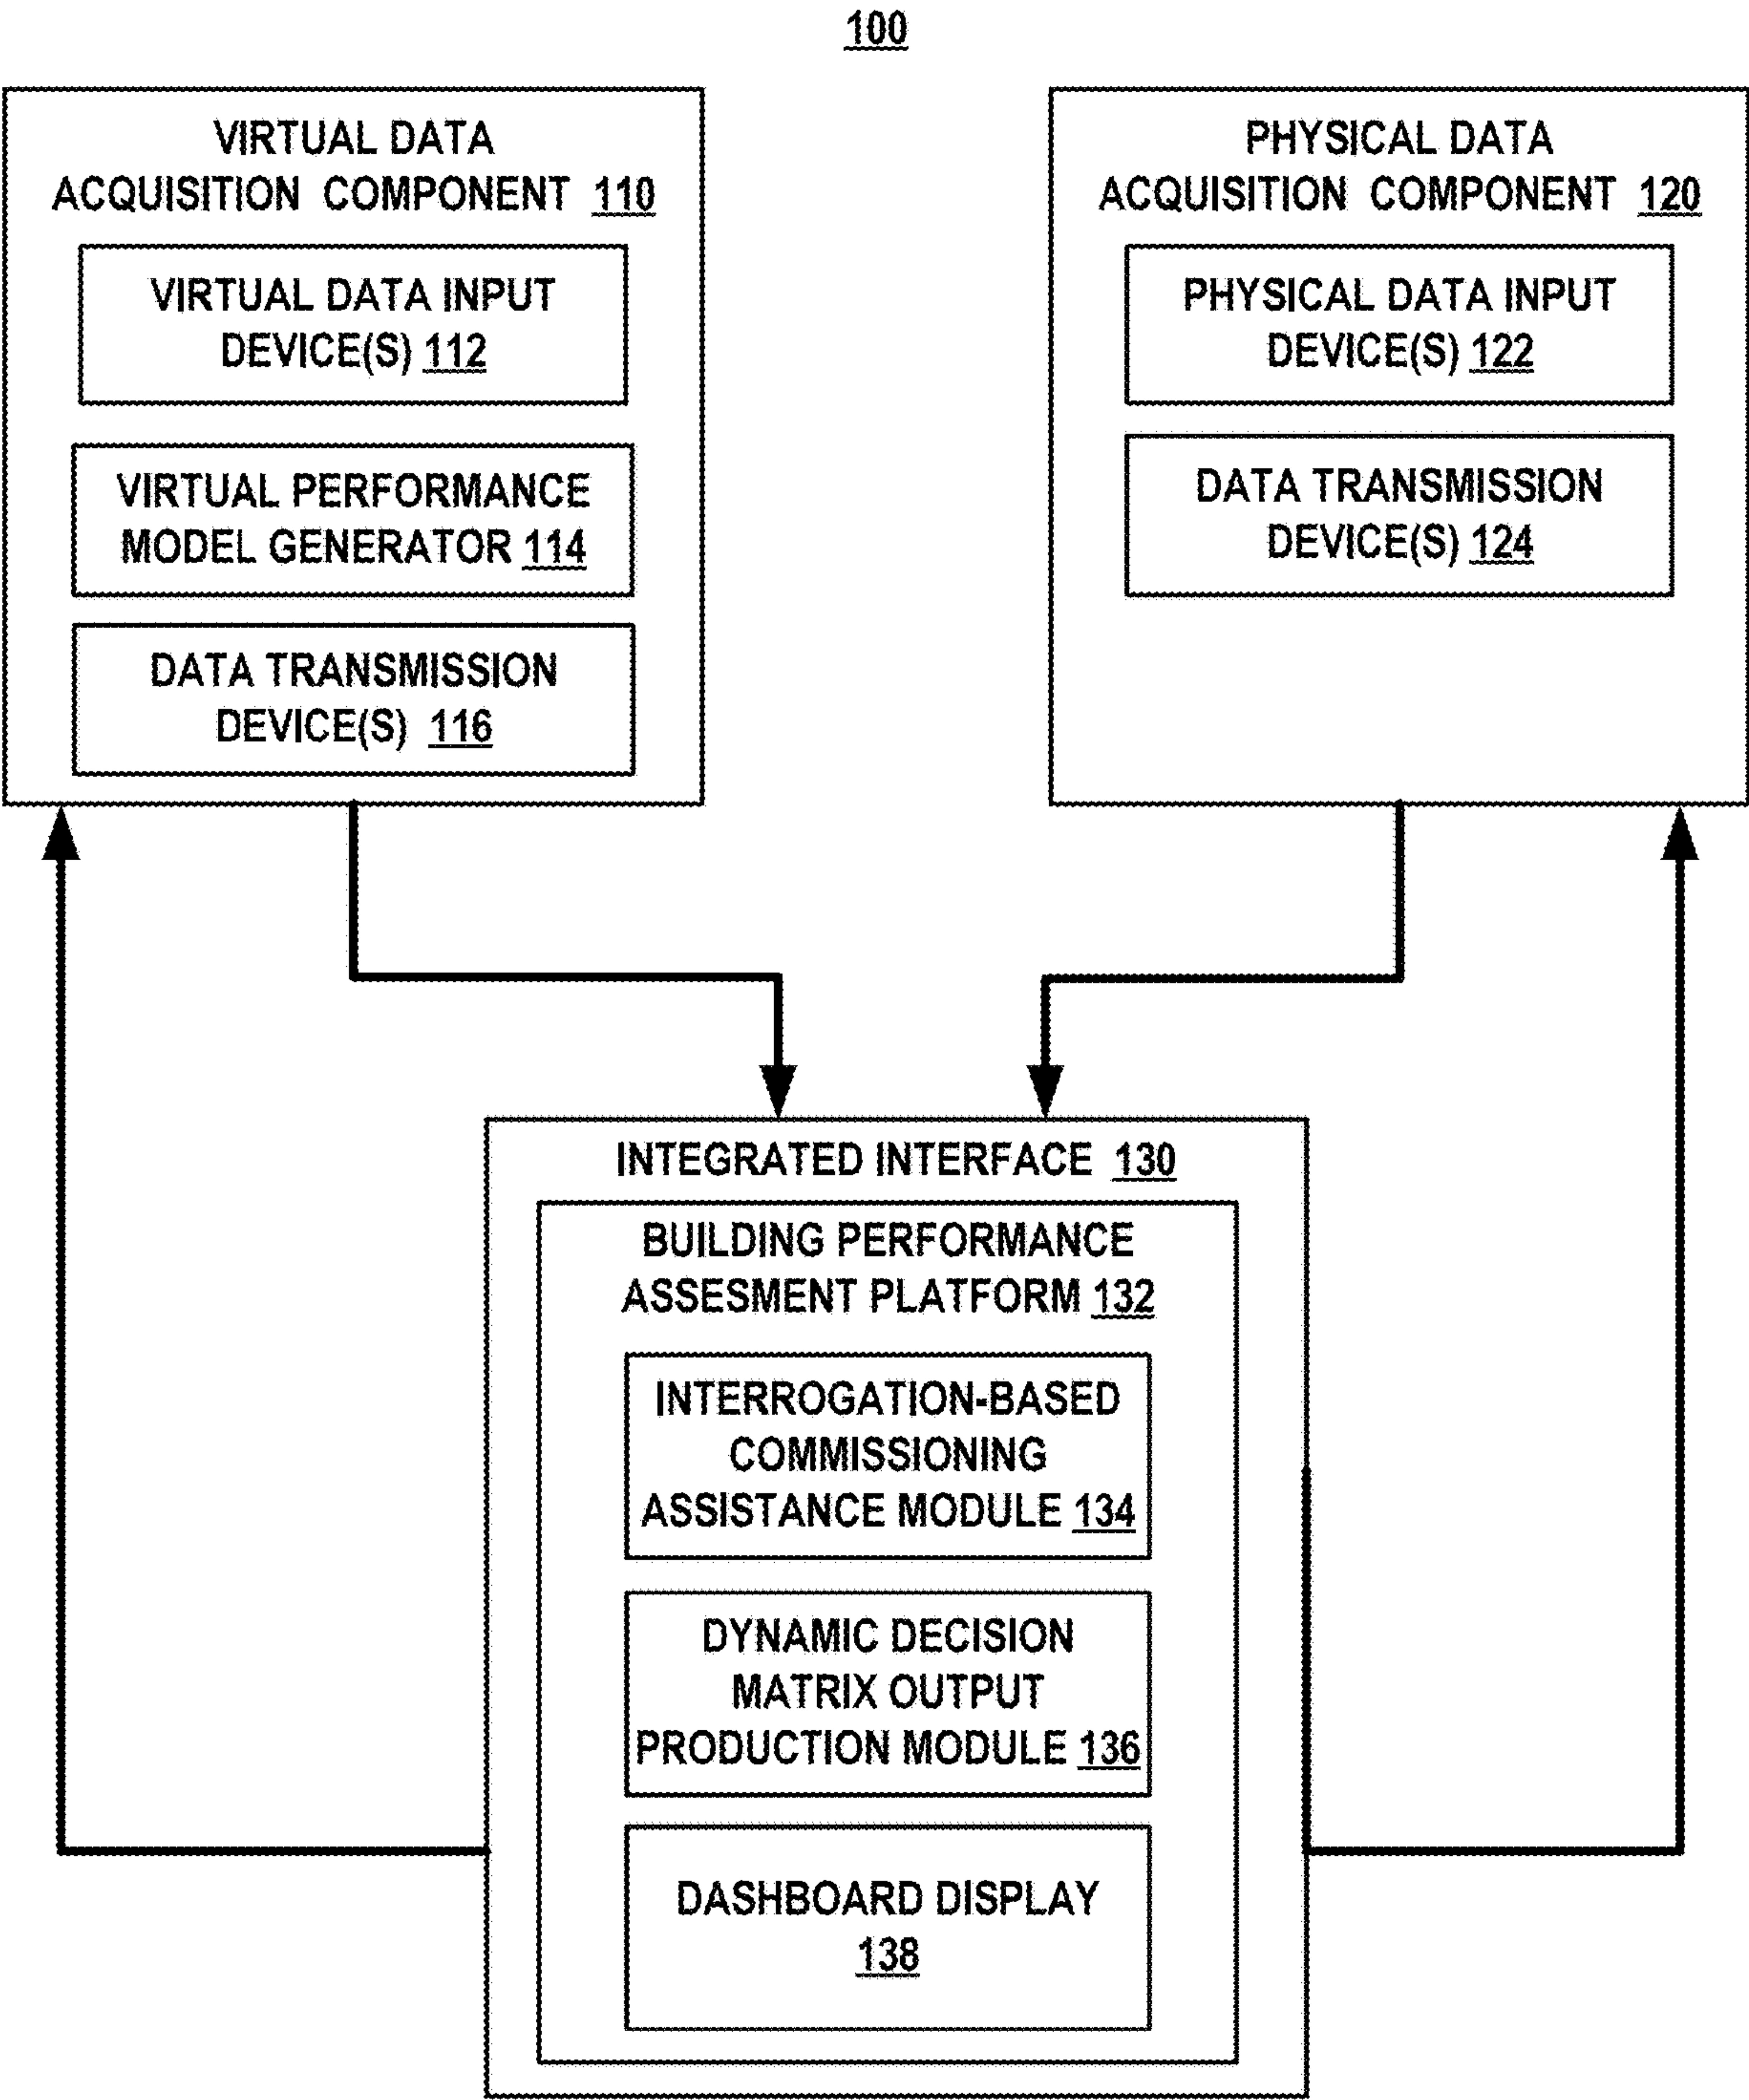 100
VIRTUAL DATA
ACQUISITION COMPONENT 110
VIRTUAL DATA INPUT
DEVICE(S) 112
VIRTUAL PERFORMANCE
MODEL GENERATOR 114
DATA TRANSMISSION
DEVICE(S) 116
PHYSICAL DATA
ACQUISITION COMPONENT 120
PHYSICAL DATA INPUT
DEVICE(S) 122
DATA TRANSMISSION
DEVICE(S) 124
INTEGRATED INTERFACE 130
BUILDING PERFORMANCE
ASSESMENT PLATFORM 132
INTERROGATION-BASED
COMMISSIONING
ASSISTANCE MODULE 134
DYNAMIC DECISION
MATRIX OUTPUT
PRODUCTION MODULE 136
DASHBOARD DISPLAY
138